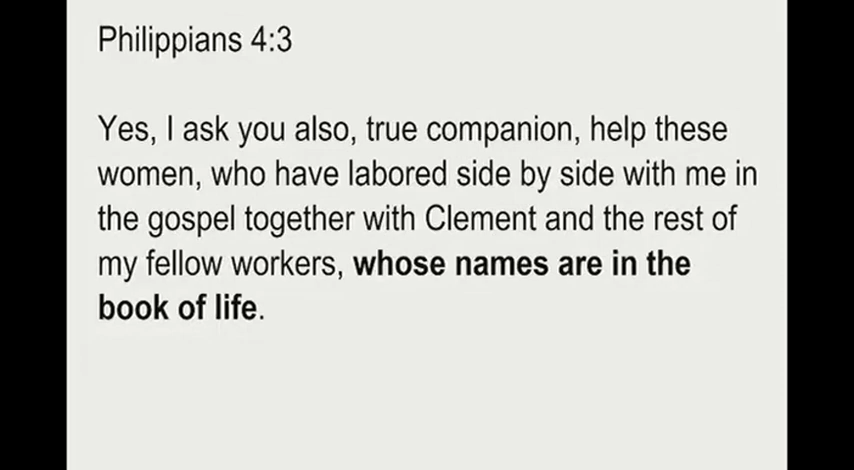 Philippians 4:3
Yes, I ask you also, true companion, help these
women, who have labored side by side with me in
the gospel together with Clement and the rest of
my fellow workers, whose names are in the
book of life.